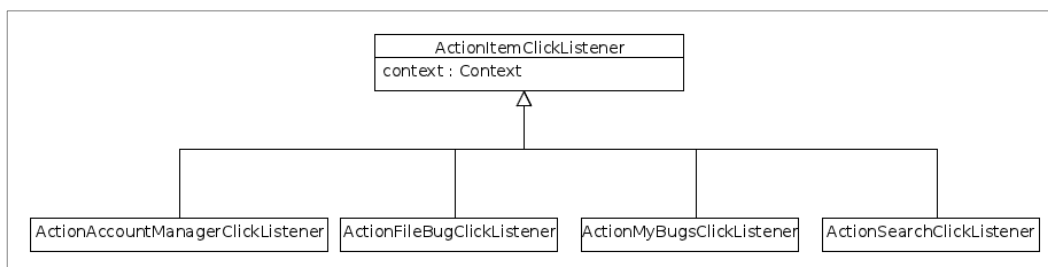 ActionItemClickListener
context : Context
ActionAccountManagerClickListener
ActionFileBugClickListener
ActionMyBugsClickListener
ActionSearchClickListener